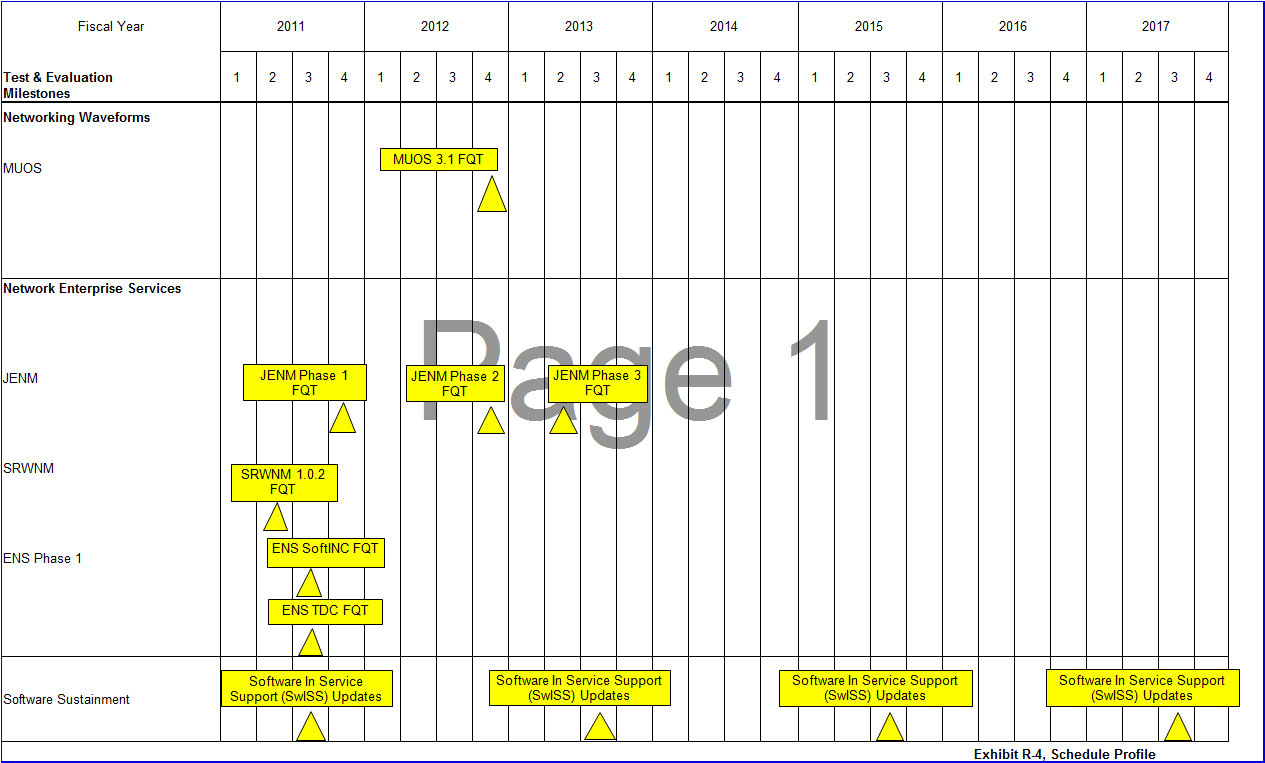 Fiscal Year 2011 2012 2013 2014 2015 2016 2017
Test & Evaluation
Milestones
1 2 3 4 1 2 3 4 1 2 3 4 1 2 3 4 1 2 3 4 1 2 3 4 1 2 3 4
Networking Waveforms
MUOS 3.1 FQT
MUOS
Network Enterprise Services
Page 1
JENM
JENM Phase 1
FQT
JENM Phase 2
FQT
JENM Phase 3
FQT
SRWNM
SRWNM 1.0.2
FQT
ENS Phase 1
ENS SoftINC FQT
ENS TDC FQT
Software Sustainment
Software In Service
Support (SwISS) Updates
Software In Service Support
(SwISS) Updates
Software In Service Support
(SwISS) Updates
Software In Service Support
(SwISS) Updates
Exhibit R-4, Schedule Profile